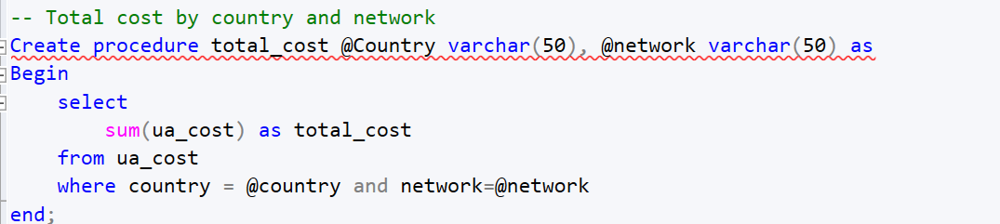 -- Total cost by country and network
Create procedure total_cost @Country varchar(50), @network varchar(50) as
Begin
select
sum(ua_cost) as total_cost
from ua_cost
where country = @country and network=@network
end;